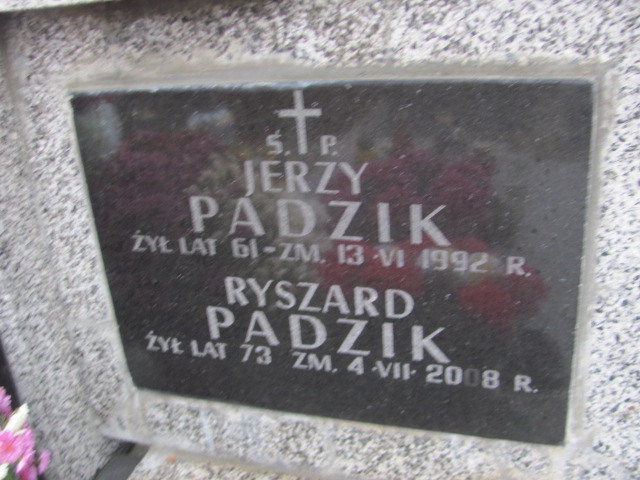 Ś. P.
JERZY
PADZIK
ŻYŁ LAT 61 - ZM. 13 · VI 1992 R.
RYSZARD
PADZIK
ŻYŁ LAT 73 ZM. 4 · VII · 2008 R.